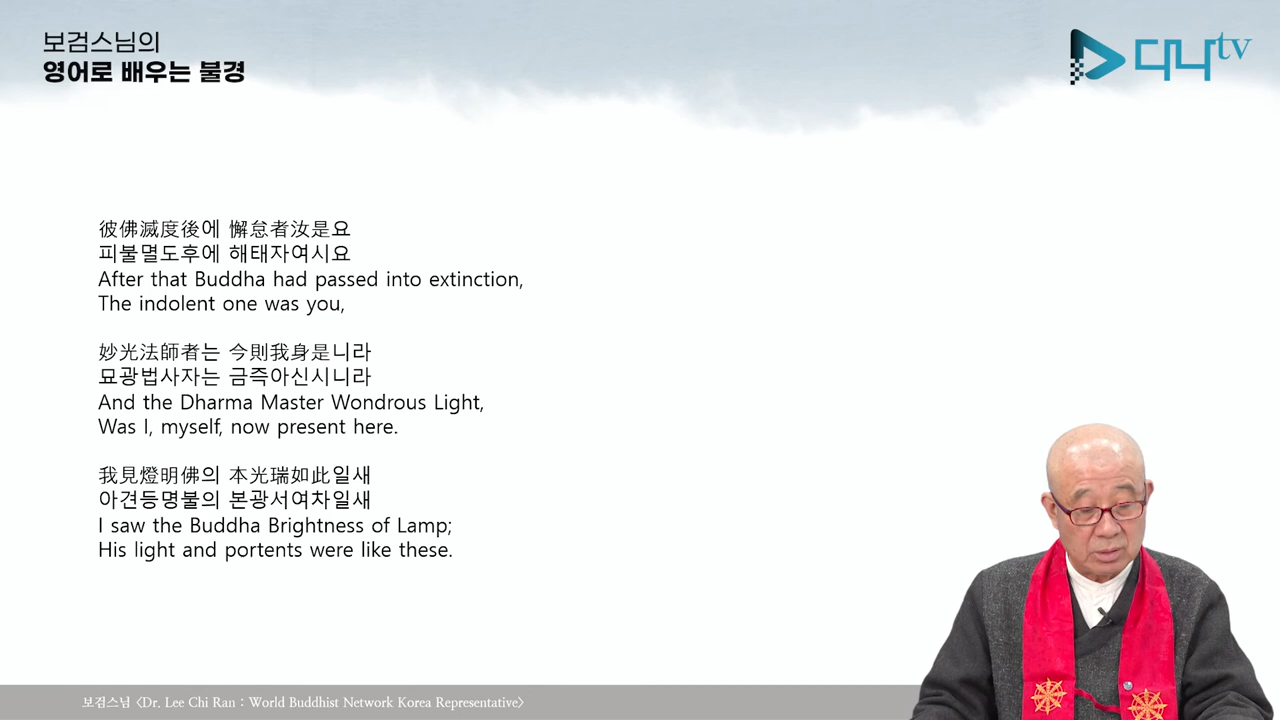 보검스님의
영어로 배우는 불경
디나tv
彼佛滅度後에 懈怠者汝是요
피불멸도후에 해태자여시요
After that Buddha had passed into extinction,
The indolent one was you,
妙光法師者는 今則我身是니라
묘광법사자는 금즉아신시니라
And the Dharma Master Wondrous Light,
Was I, myself, now present here.
我見燈明佛의 本光瑞如此일새
아견등명불의 본광서여차일새
I saw the Buddha Brightness of Lamp;
His light and portents were like these.
보검스님 <Dr. Lee Chi Ran : World Buddhist Network Korea Representative>